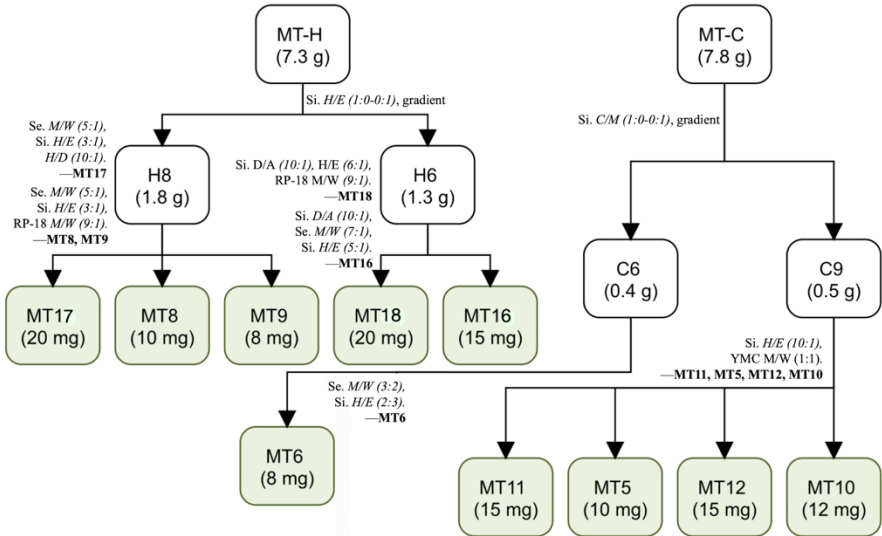 MT-H
(7.3 g)
MT-C
(7.8 g)
Si. H/E (1:0-0:1), gradient
Si. C/M (1:0-0:1), gradient
Se. M/W (5:1),
Si. H/E (3:1),
H/D (10:1).
—MT17
Se. M/W (5:1),
Si. H/E (3:1),
RP-18 M/W (9:1).
—MT8, MT9
H8
(1.8 g)
Si. D/A (10:1), H/E (6:1),
RP-18 M/W (9:1).
—MT18
Si. D/A (10:1),
Se. M/W (7:1),
Si. H/E (5:1).
—MT16
H6
(1.3 g)
C6
(0.4 g)
C9
(0.5 g)
MT17
(20 mg)
MT8
(10 mg)
MT9
(8 mg)
MT18
(20 mg)
MT16
(15 mg)
Si. H/E (10:1),
YMC M/W (1:1).
—MT11, MT5, MT12, MT10
Se. M/W (3:2),
Si. H/E (2:3).
—MT6
MT6
(8 mg)
MT11
(15 mg)
MT5
(10 mg)
MT12
(15 mg)
MT10
(12 mg)